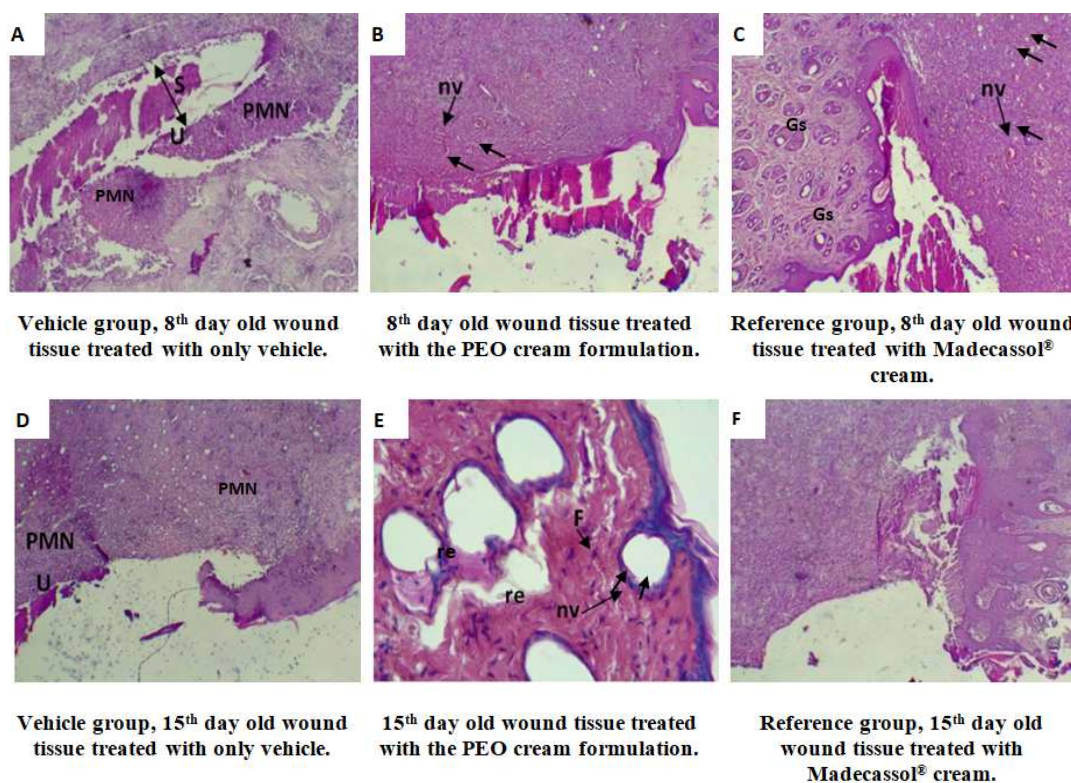 A
S
PMN
U
PMN
B
nv
C
nv
Gs
Gs
Vehicle group, 8th day old wound
tissue treated with only vehicle.
8th day old wound tissue treated
with the PEO cream formulation.
Reference group, 8th day old wound
tissue treated with Madecassol®
cream.
D
PMN
PMN
U
E
F
re
re
nv
F
Vehicle group, 15th day old wound
tissue treated with only vehicle.
15th day old wound tissue treated
with the PEO cream formulation.
Reference group, 15th day old
wound tissue treated with
Madecassol® cream.